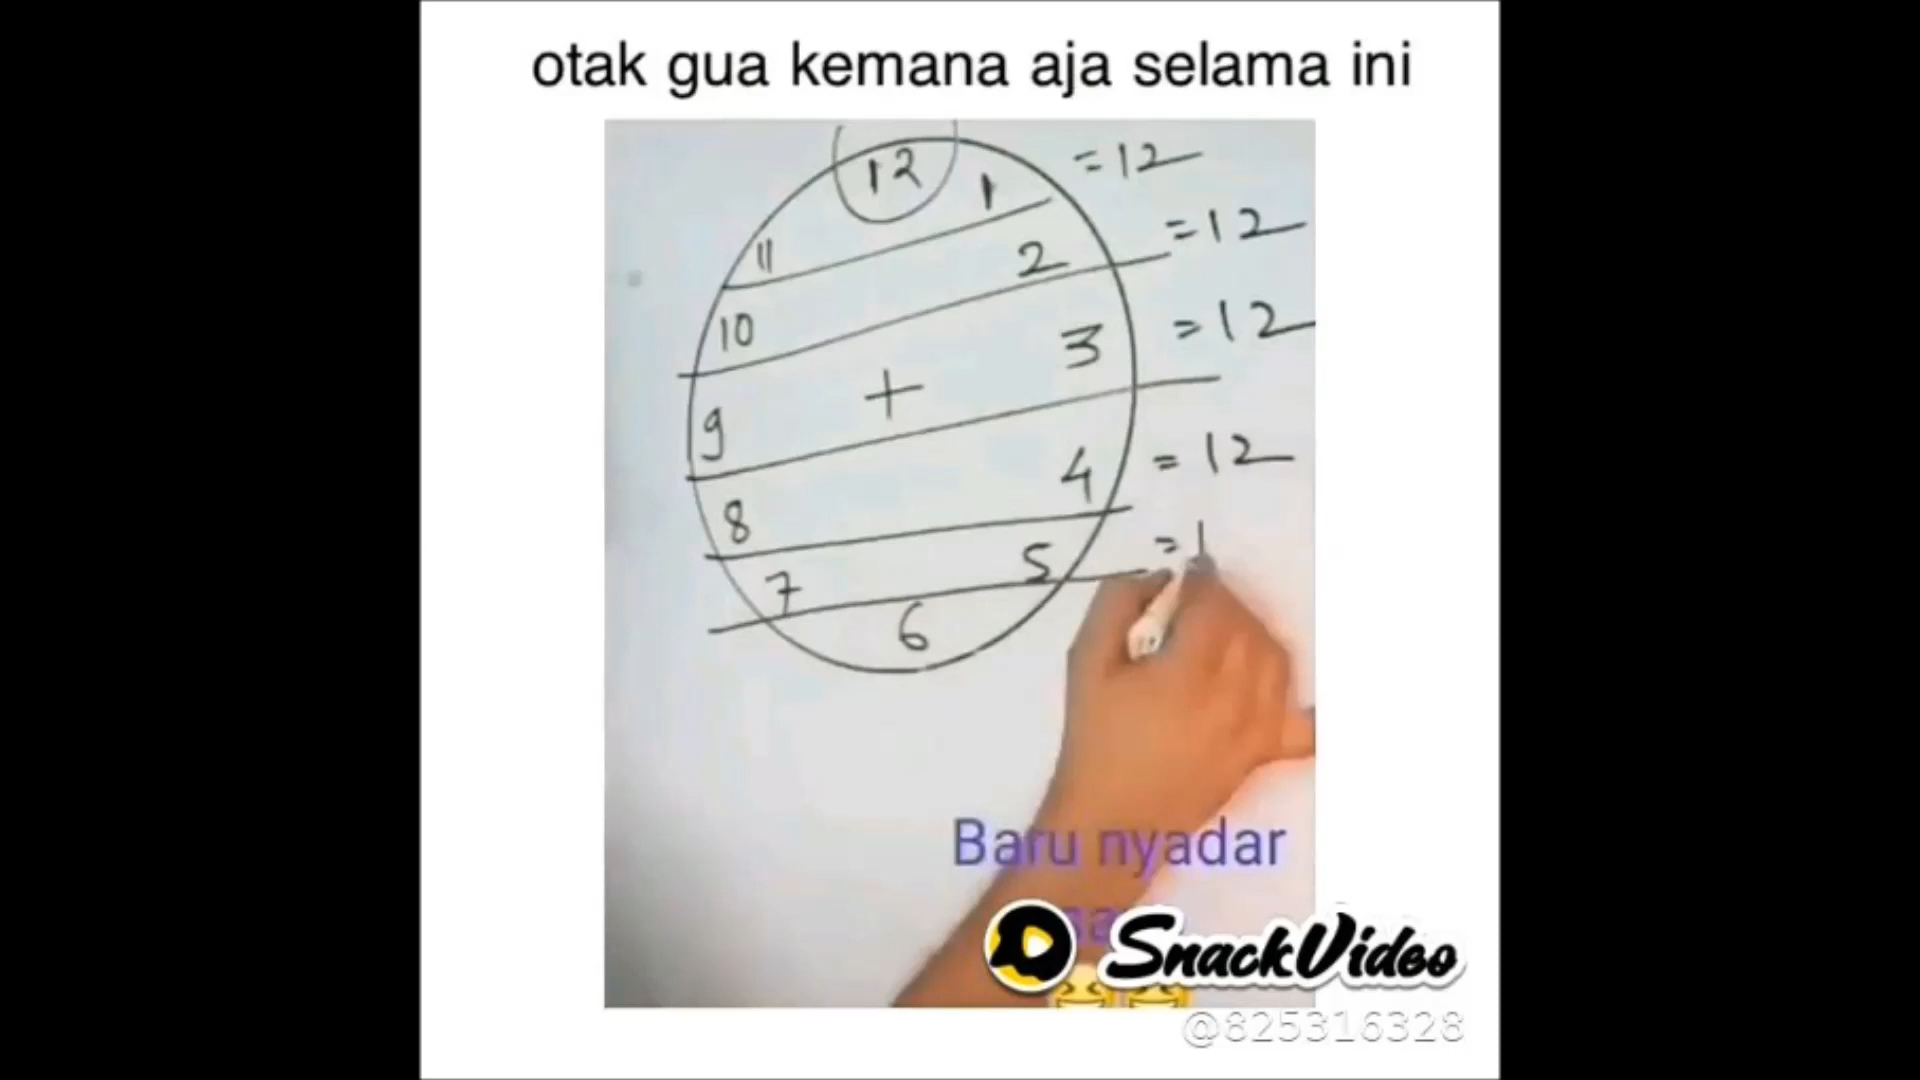 otak gua kemana aja selama ini
12 1 = 12
11 2 = 12
10 3 = 12
+
9 4 = 12
8 5 = 1
7 6
Baru nyadar
SnackVideo
@825316328